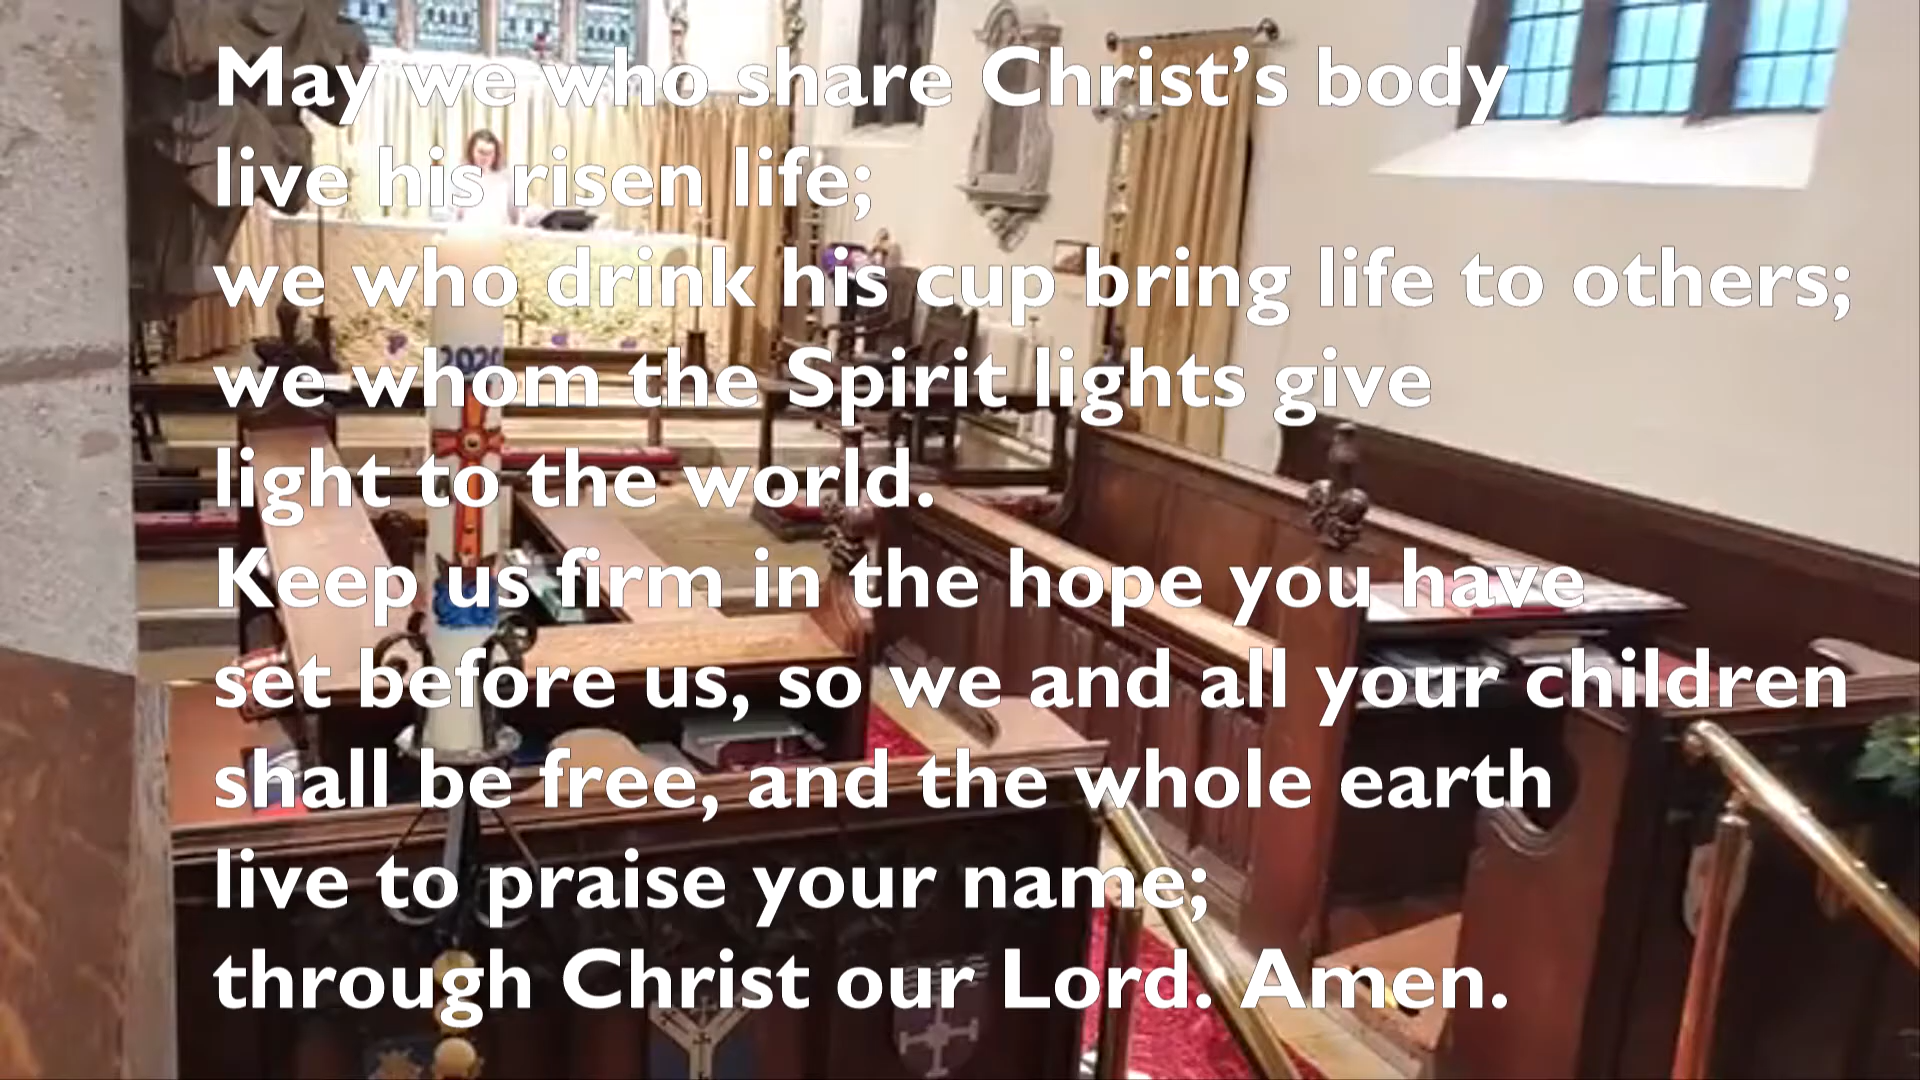 May we who share Christ's body
live his risen life;
we who drink his cup bring life to others;
we whom the Spirit lights give
light to the world.
Keep us firm in the hope you have
set before us, so we and all your children
shall be free, and the whole earth
live to praise your name;
through Christ our Lord. Amen.
2020